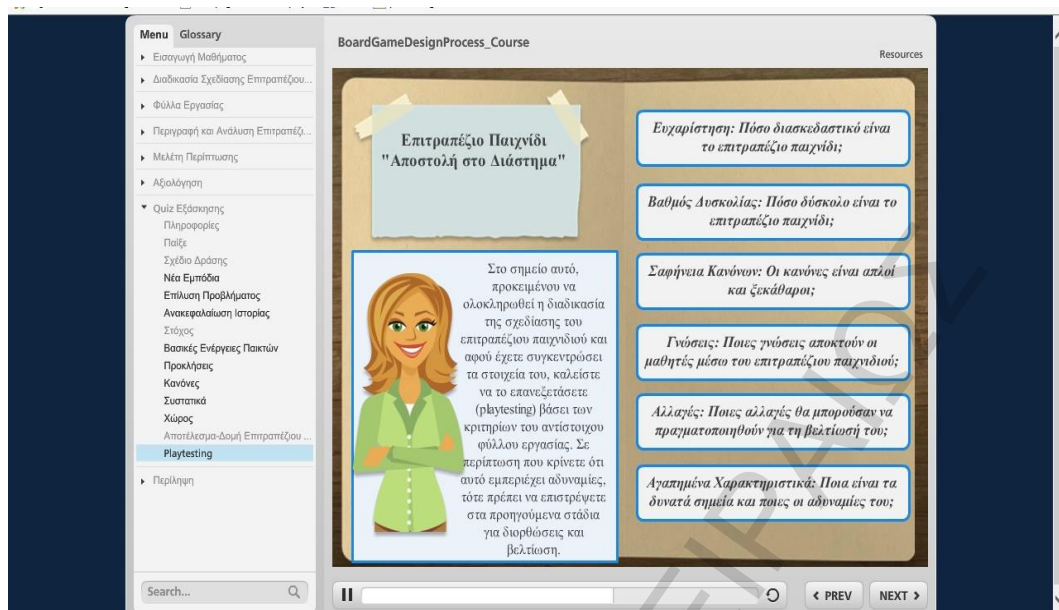 Menu Glossary
Εισαγωγή Μαθήματος
Διαδικασία Σχεδίασης Επιτραπέζιου...
Φύλλα Εργασίας
Περιγραφή και Ανάλυση Επιτραπέζι...
Μελέτη Περίπτωσης
Αξιολόγηση
Quiz Εξάσκησης
Πληροφορίες
Παίξε
Σχέδιο Δράσης
Νέα Εμπόδια
Επίλυση Προβλήματος
Ανακεφαλαίωση Ιστορίας
Στόχος
Βασικές Ενέργειες Παικτών
Προκλήσεις
Κανόνες
Συστατικά
Χώρος
Αποτέλεσμα-Δομή Επιτραπέζιου ...
Playtesting
Περίληψη
Search...
BoardGameDesignProcess_Course
Resources
Επιτραπέζιο Παιχνίδι
"Αποστολή στο Διάστημα"
Στο σημείο αυτό,
προκειμένου να
ολοκληρωθεί η διαδικασία
της σχεδίασης του
επιτραπέζιου παιχνιδιού και
αφού έχετε συγκεντρώσει
τα στοιχεία του, καλείστε
να το επανεξετάσετε
(playtesting) βάσει των
κριτηρίων του αντίστοιχου
φύλλου εργασίας. Σε
περίπτωση που κρίνετε ότι
αυτό εμπεριέχει αδυναμίες,
τότε πρέπει να επιστρέψετε
στα προηγούμενα στάδια
για διορθώσεις και
βελτίωση.
Ευχαρίστηση: Πόσο διασκεδαστικό είναι
το επιτραπέζιο παιχνίδι;
Βαθμός Δυσκολίας: Πόσο δύσκολο είναι το
επιτραπέζιο παιχνίδι;
Σαφήνεια Κανόνων: Οι κανόνες είναι απλοί
και ξεκάθαροι;
Γνώσεις: Ποιες γνώσεις αποκτούν οι
μαθητές μέσω του επιτραπέζιου παιχνιδιού;
Αλλαγές: Ποιες αλλαγές θα μπορούσαν να
πραγματοποιηθούν για τη βελτίωσή του;
Αγαπημένα Χαρακτηριστικά: Ποια είναι τα
δυνατά σημεία και ποιες οι αδυναμίες του;
PREV NEXT